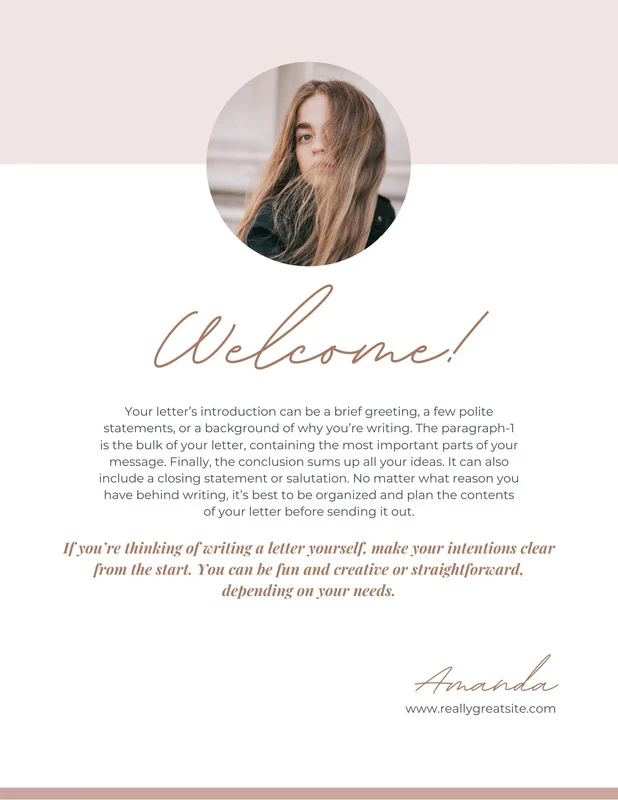 Welcome!
Your letter's introduction can be a brief greeting, a few polite
statements, or a background of why you're writing. The paragraph-1
is the bulk of your letter, containing the most important parts of your
message. Finally, the conclusion sums up all your ideas. It can also
include a closing statement or salutation. No matter what reason you
have behind writing, it's best to be organized and plan the contents
of your letter before sending it out.
If you're thinking of writing a letter yourself, make your intentions clear
from the start. You can be fun and creative or straightforward,
depending on your needs.
Amanda
www.reallygreatsite.com